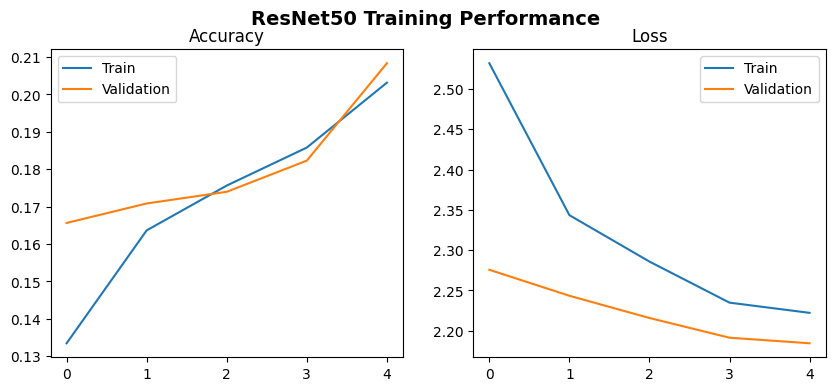 ResNet50 Training Performance
Accuracy
Train
Validation
0.21
0.20
0.19
0.18
0.17
0.16
0.15
0.14
0.13
0 1 2 3 4
Loss
Train
Validation
2.50
2.45
2.40
2.35
2.30
2.25
2.20
0 1 2 3 4